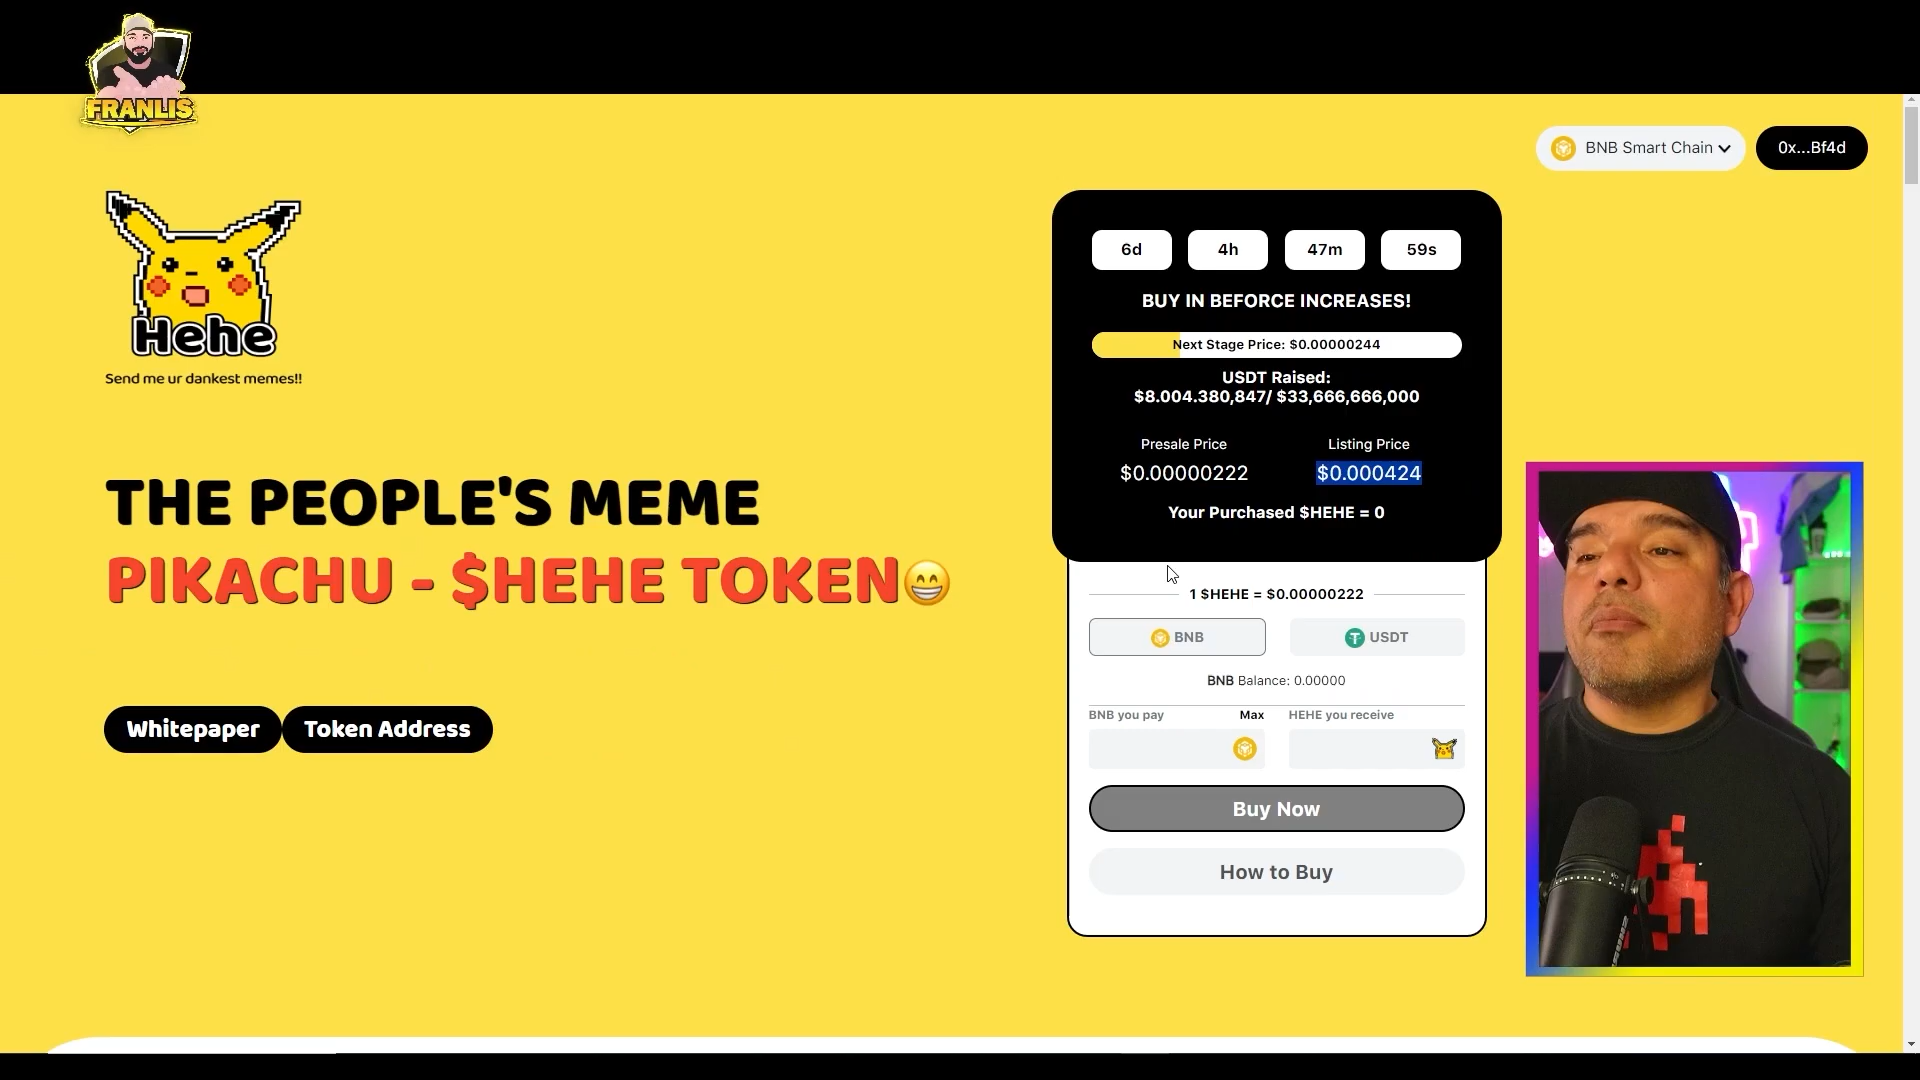 FRANLIS
BNB Smart Chain
0x...Bf4d
Hehe
Send me ur dankest memes!!
THE PEOPLE'S MEME
PIKACHU - $HEHE TOKEN😁
Whitepaper
Token Address
6d 4h 47m 59s
BUY IN BEFORCE INCREASES!
Next Stage Price: $0.00000244
USDT Raised:
$8.004.380,847/ $33,666,666,000
Presale Price Listing Price
$0.00000222 $0.000424
Your Purchased $HEHE = 0
1 $HEHE = $0.00000222
BNB USDT
BNB Balance: 0.00000
BNB you pay Max HEHE you receive
Buy Now
How to Buy